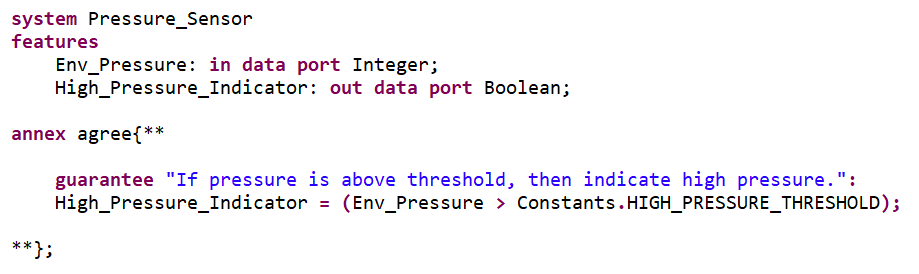 system Pressure_Sensor
features
    Env_Pressure: in data port Integer;
    High_Pressure_Indicator: out data port Boolean;
annex agree{**
    guarantee "If pressure is above threshold, then indicate high pressure.":
    High_Pressure_Indicator = (Env_Pressure > Constants.HIGH_PRESSURE_THRESHOLD);
**};